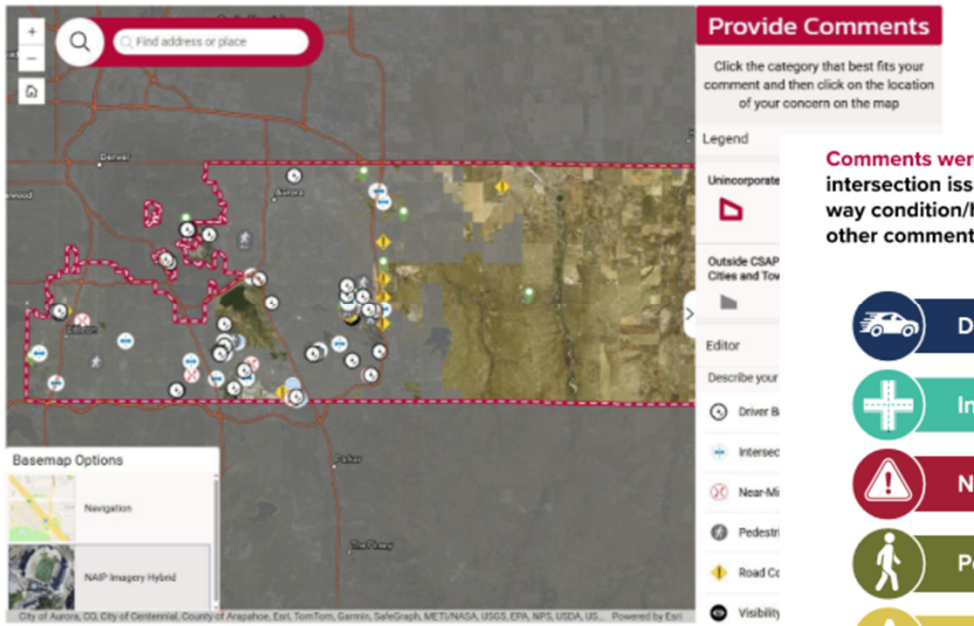 Find address or place
Denver
Aurora
Parker
The Pinery
Basemap Options
Navigation
NAIP Imagery Hybrid
City of Aurora, CO, City of Centennial, County of Arapahoe, Esri, TomTom, Garmin, SafeGraph, METI/NASA, USGS, EPA, NPS, USDA, US... Powered by Esri
Provide Comments
Click the category that best fits your
comment and then click on the location
of your concern on the map
Legend
Unincorporate
Outside CSAP
Cities and Tow
Editor
Describe your
Driver B
Intersec
Near-Mi
Pedestri
Road Co
Visibility
Comments wer
intersection iss
way condition/h
other comment
D
In
N
Pe